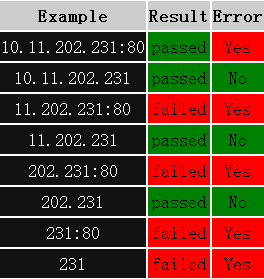 Example Result Error
10.11.202.231:80 passed Yes
10.11.202.231 passed No
11.202.231:80 failed Yes
11.202.231 passed No
202.231:80 failed Yes
202.231 passed No
231:80 failed Yes
231 failed Yes